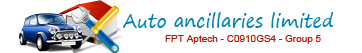 Auto ancillaries limited
FPT Aptech - C0910GS4 - Group 5